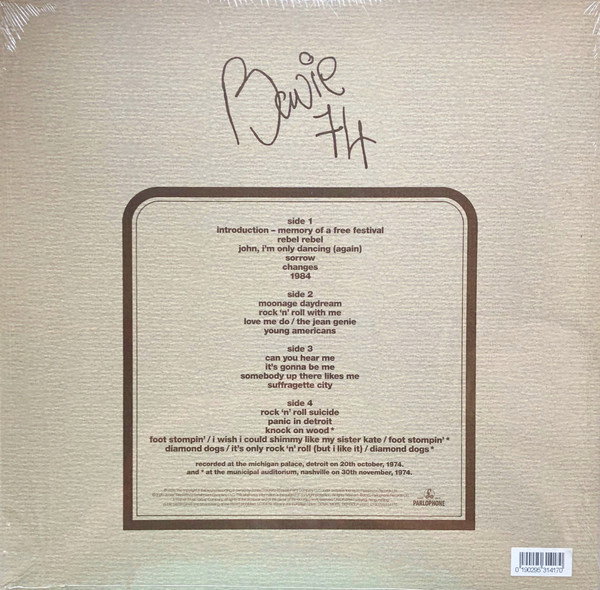 Bowie
74
side 1
introduction – memory of a free festival
rebel rebel
john, i'm only dancing (again)
sorrow
changes
1984
side 2
moonage daydream
rock 'n' roll with me
love me do / the jean genie
young americans
side 3
can you hear me
it's gonna be me
somebody up there likes me
suffragette city
side 4
rock 'n' roll suicide
panic in detroit
knock on wood *
foot stompin' / i wish i could shimmy like my sister kate / foot stompin' *
diamond dogs / it's only rock 'n' roll (but i like it) / diamond dogs *
recorded at the michigan palace, detroit on 20th october, 1974.
and * at the municipal auditorium, nashville on 30th november, 1974.
PARLOPHONE
0 190295 314170